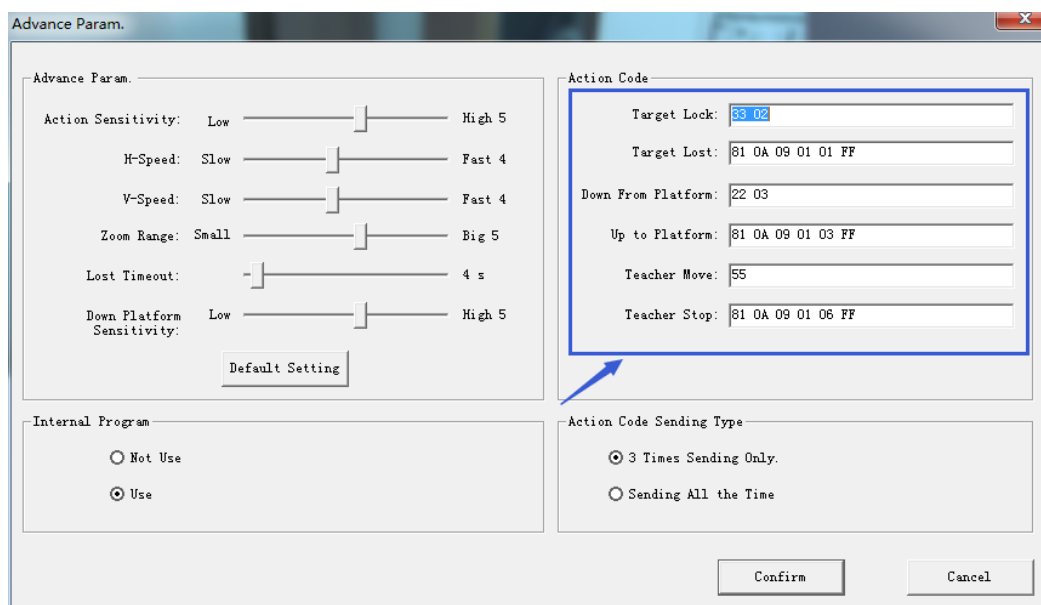 Advance Param.
Advance Param.
Action Sensitivity: Low High 5
H-Speed: Slow Fast 4
V-Speed: Slow Fast 4
Zoom Range: Small Big 5
Lost Timeout: 4 s
Down Platform Sensitivity: Low High 5
Default Setting
Action Code
Target Lock: 33 02
Target Lost: 81 0A 09 01 01 FF
Down From Platform: 22 03
Up to Platform: 81 0A 09 01 03 FF
Teacher Move: 55
Teacher Stop: 81 0A 09 01 06 FF
Internal Program
Not Use
Use
Action Code Sending Type
3 Times Sending Only.
Sending All the Time
Confirm
Cancel